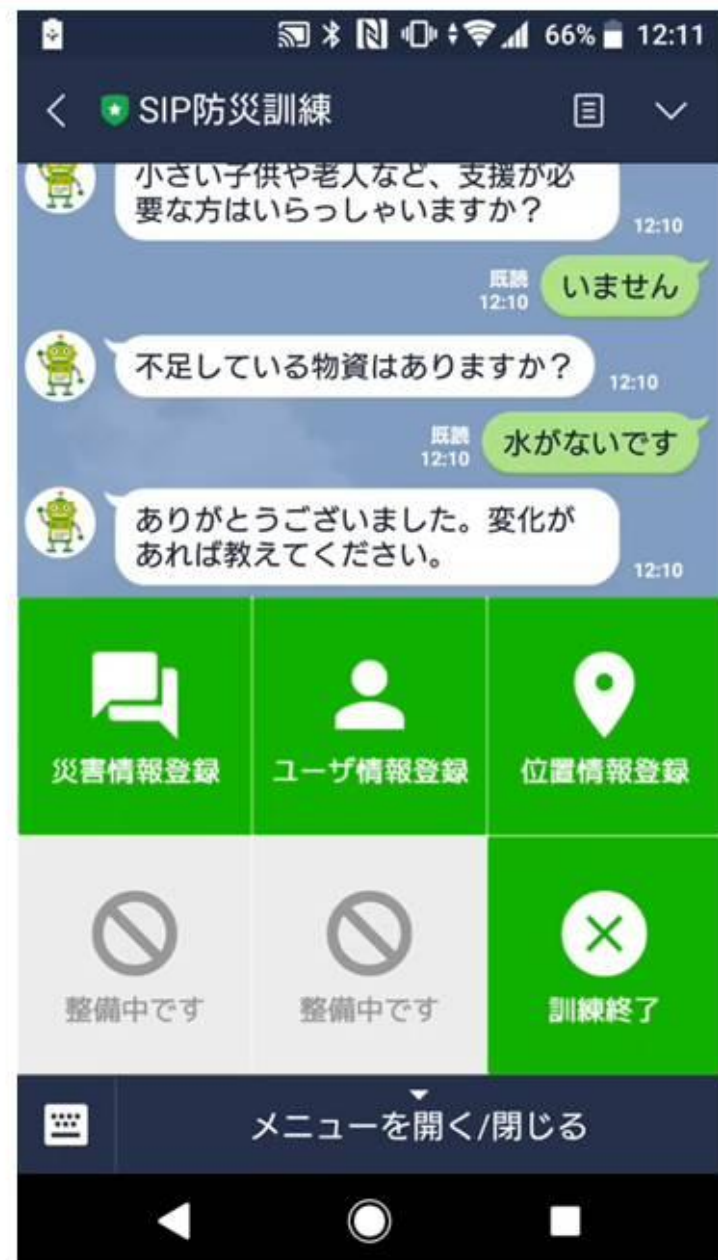 66% 12:11
SIP防災訓練
小さい子供や老人など、支援が必
要な方はいらっしゃいますか？
12:10
既読
12:10
いません
不足している物資はありますか？
12:10
既読
12:10
水がないです
ありがとうございました。変化が
あれば教えてください。
12:10
災害情報登録
ユーザ情報登録
位置情報登録
整備中です
整備中です
訓練終了
メニューを開く/閉じる